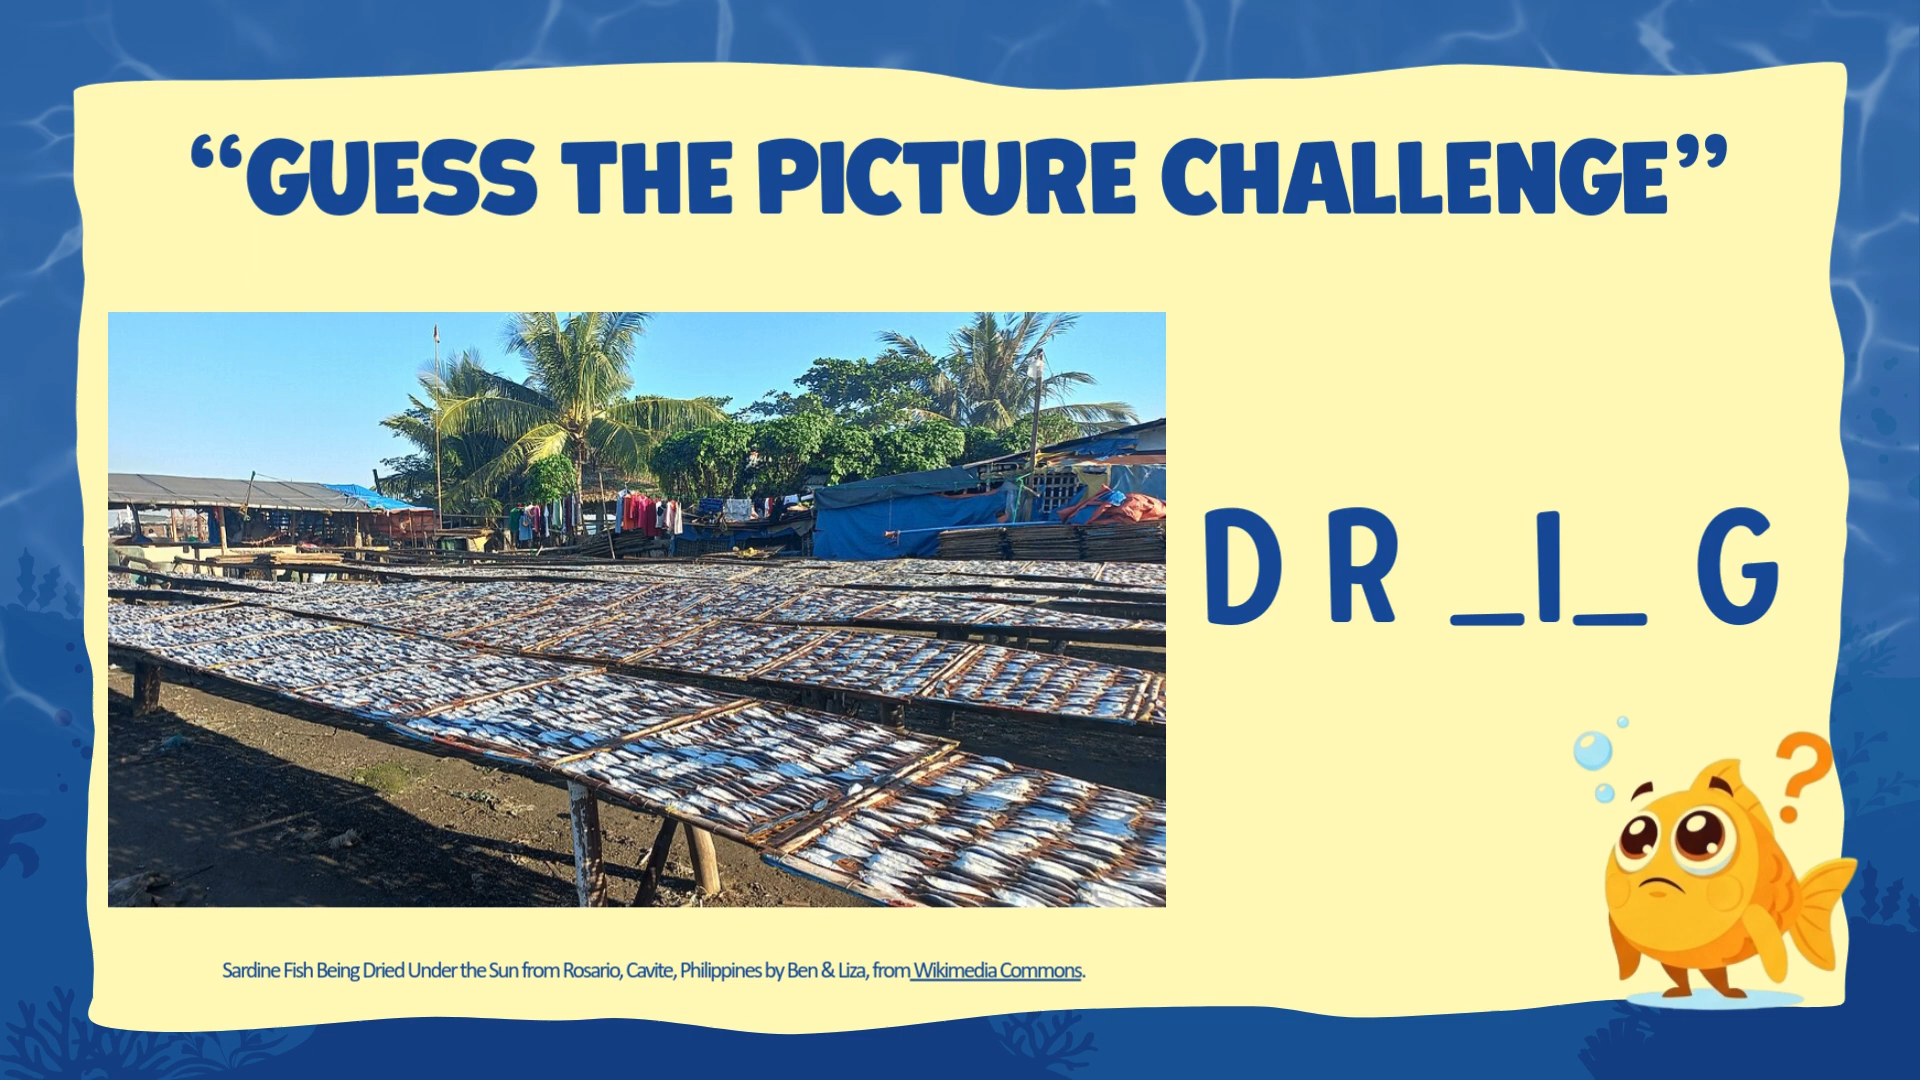 “GUESS THE PICTURE CHALLENGE”
D R _I_ G
?
Sardine Fish Being Dried Under the Sun from Rosario, Cavite, Philippines by Ben & Liza, from Wikimedia Commons.